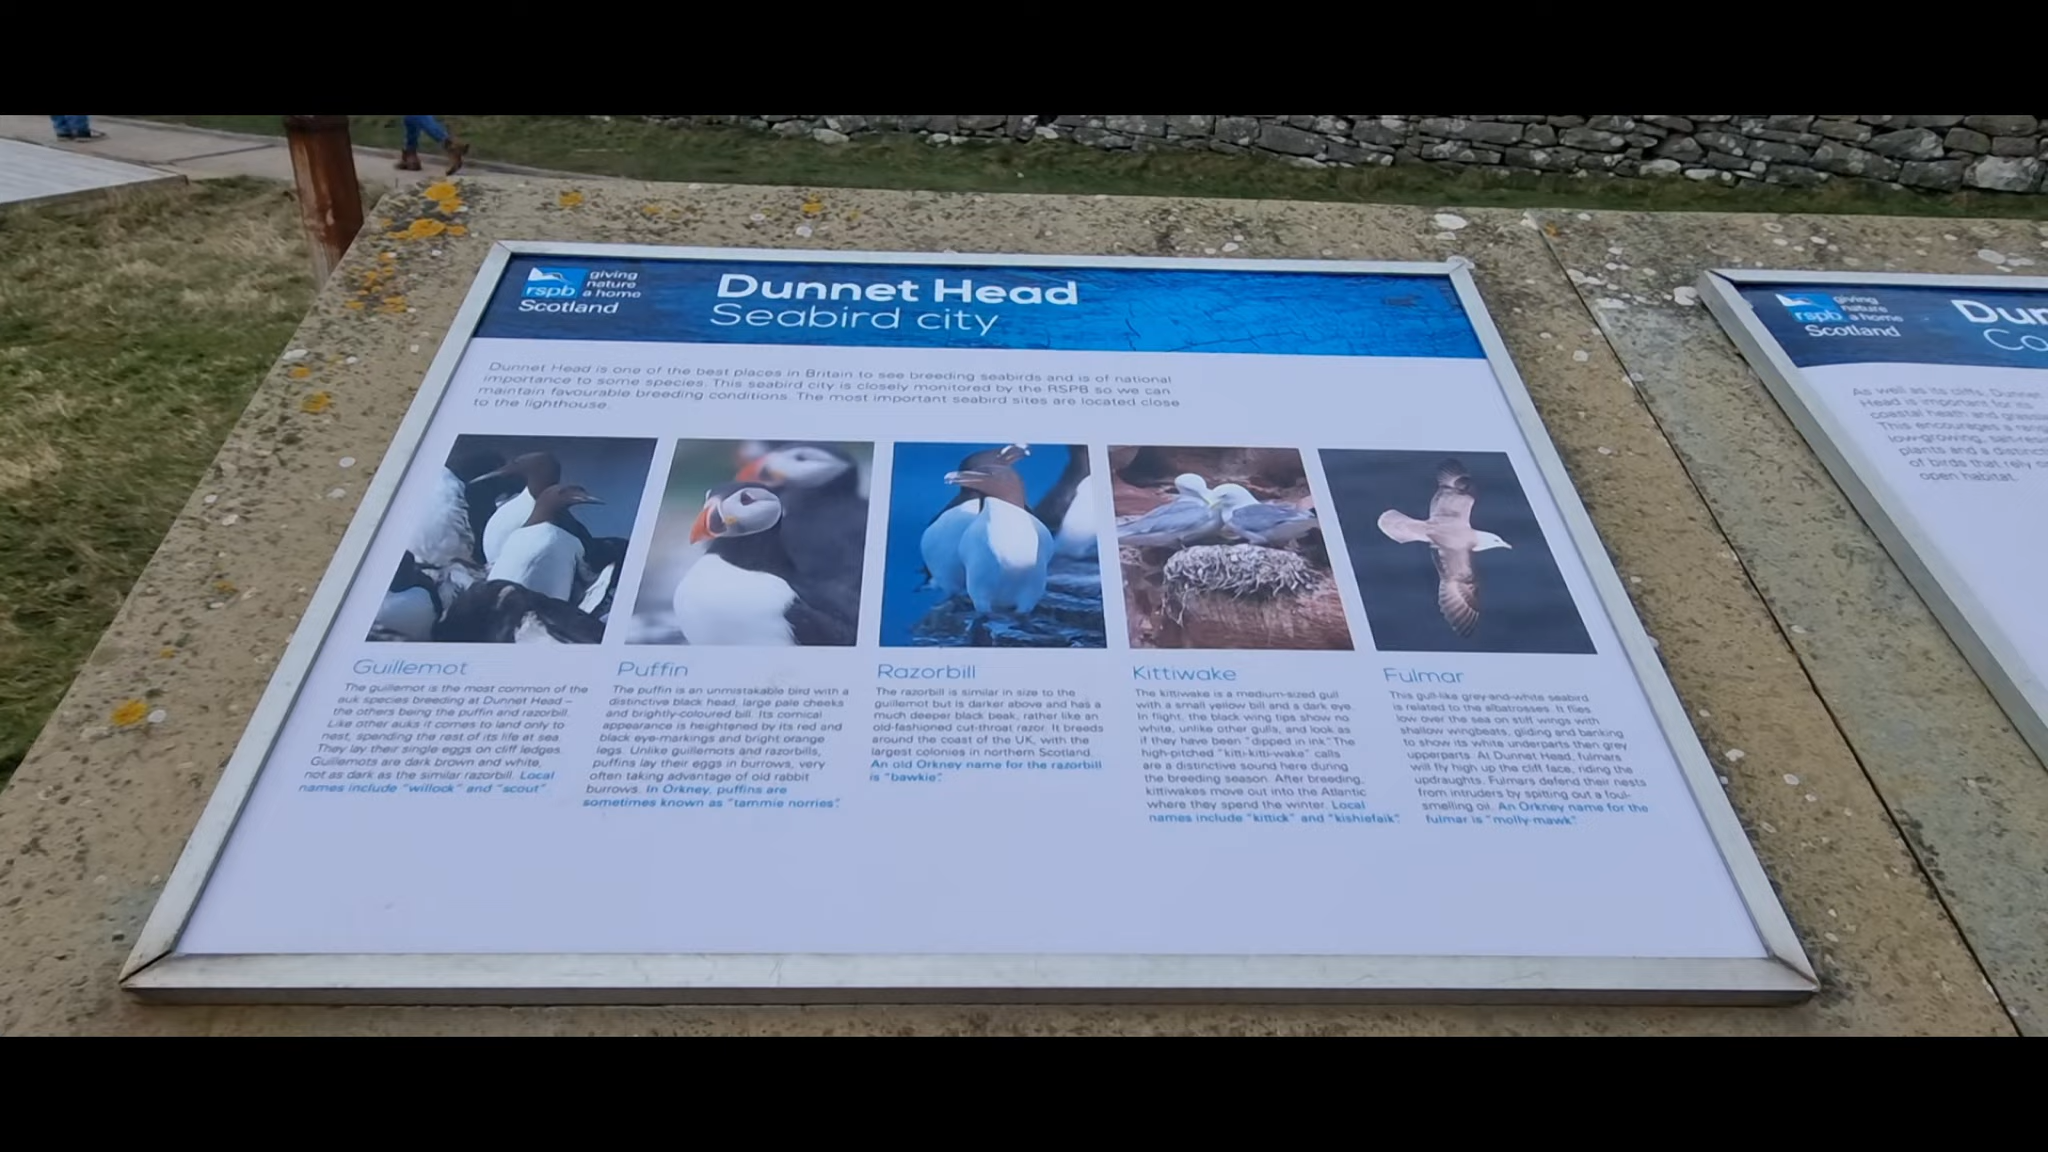 rspb
giving
nature
a home
Scotland
Dunnet Head
Seabird city
Dunnet Head is one of the best places in Britain to see breeding seabirds and is of national
importance to some species. This seabird city is closely monitored by the RSPB so we can
maintain favourable breeding conditions. The most important seabird sites are located close
to the lighthouse.
Guillemot
The guillemot is the most common of the
auk species breeding at Dunnet Head –
the others being the puffin and razorbill.
Like other auks it comes to land only to
nest, spending the rest of its life at sea.
They lay their single eggs on cliff ledges.
Guillemots are dark brown and white,
not as dark as the similar razorbill. Local
names include "willock" and "scout".
Puffin
The puffin is an unmistakable bird with a
distinctive black head, large pale cheeks
and brightly-coloured bill. Its comical
appearance is heightened by its red and
black eye-markings and bright orange
legs. Unlike guillemots and razorbills,
puffins lay their eggs in burrows, very
often taking advantage of old rabbit
burrows. In Orkney, puffins are
sometimes known as "tammie norries".
Razorbill
The razorbill is similar in size to the
guillemot but is darker above and has a
much deeper black beak, rather like an
old-fashioned cut-throat razor. It breeds
around the coast of the UK, with the
largest colonies in northern Scotland.
An old Orkney name for the razorbill
is "bawkie".
Kittiwake
The kittiwake is a medium-sized gull
with a small yellow bill and a dark eye.
In flight, the black wing tips show no
white, unlike other gulls, and look as
if they have been "dipped in ink". The
high-pitched "kitti-kitti-wake" calls
are a distinctive sound here during
the breeding season. After breeding,
kittiwakes move out into the Atlantic
where they spend the winter. Local
names include "kittick" and "kishiefaik".
Fulmar
This gull-like grey-and-white seabird
is related to the albatrosses. It flies
low over the sea on stiff wings with
shallow wingbeats, gliding and banking
to show its white underparts then grey
upperparts. At Dunnet Head, fulmars
will fly high up the cliff face, riding the
updraughts. Fulmars defend their nests
from intruders by spitting out a foul-
smelling oil. An Orkney name for the
fulmar is "molly-mawk".
rspb
giving
nature
a home
Scotland
Dun
Co
As well as its cliffs, Dunnet
Head is important for its
coastal heath and
This encourages a
low-growing,
plants and a
of birds that rely
open habitat.